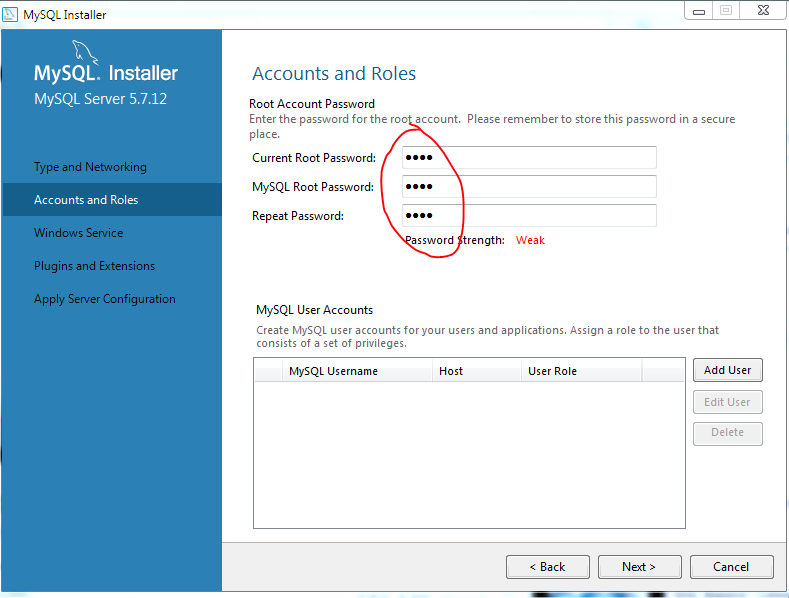 MySQL Installer
MySQL. Installer
MySQL Server 5.7.12
Type and Networking
Accounts and Roles
Windows Service
Plugins and Extensions
Apply Server Configuration
Accounts and Roles
Root Account Password
Enter the password for the root account. Please remember to store this password in a secure
place.
Current Root Password: ●●●●
MySQL Root Password: ●●●●
Repeat Password: ●●●●
Password Strength: Weak
MySQL User Accounts
Create MySQL user accounts for your users and applications. Assign a role to the user that
consists of a set of privileges.
MySQL Username Host User Role
Add User
Edit User
Delete
< Back Next > Cancel